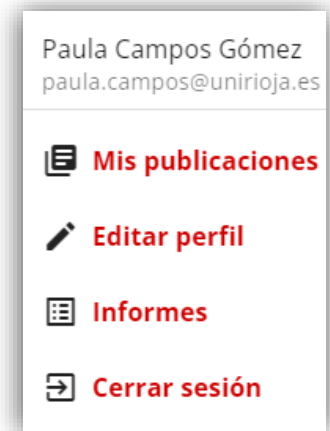 Paula Campos Gómez
paula.campos@unirioja.es
Mis publicaciones
Editar perfil
Informes
Cerrar sesión